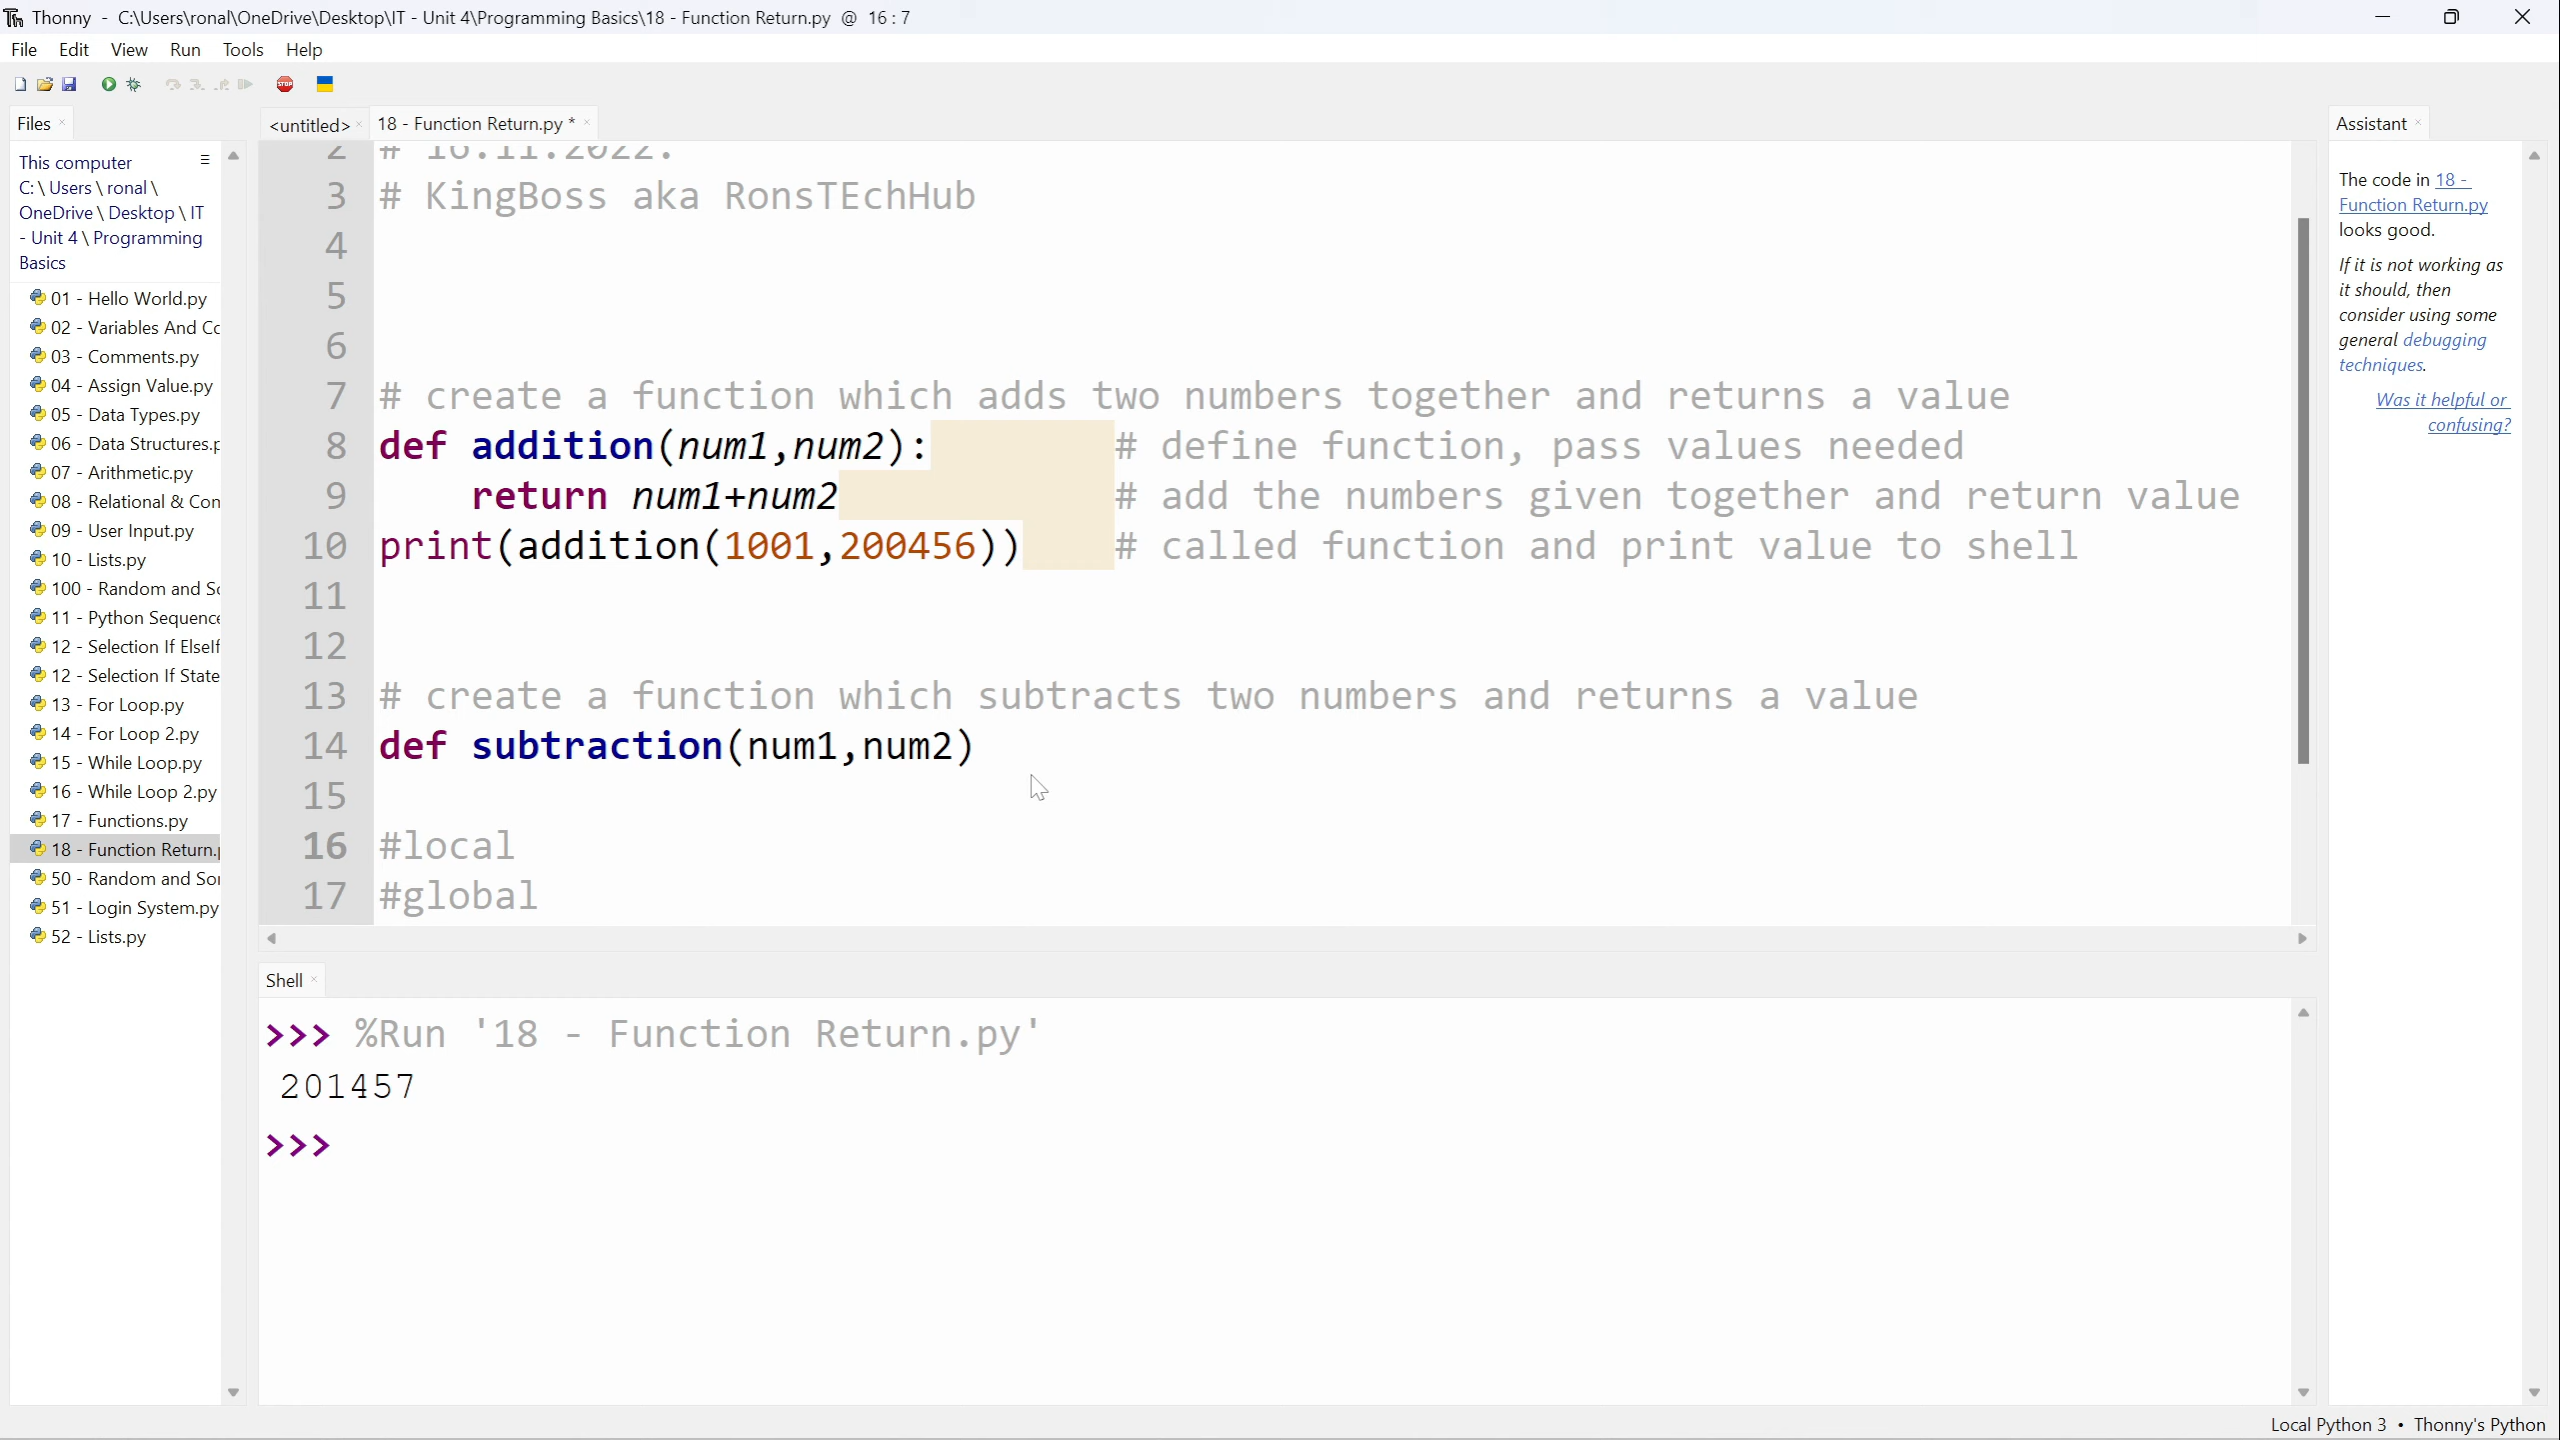 Thonny - C:\Users\ronal\OneDrive\Desktop\IT - Unit 4\Programming Basics\18 - Function Return.py @ 16 : 7
File Edit View Run Tools Help
Files
This computer
C: \ Users \ ronal \
OneDrive \ Desktop \ IT
- Unit 4 \ Programming
Basics
01 - Hello World.py
02 - Variables And Co
03 - Comments.py
04 - Assign Value.py
05 - Data Types.py
06 - Data Structures.p
07 - Arithmetic.py
08 - Relational & Con
09 - User Input.py
10 - Lists.py
100 - Random and So
11 - Python Sequence
12 - Selection If ElseIf
12 - Selection If State
13 - For Loop.py
14 - For Loop 2.py
15 - While Loop.py
16 - While Loop 2.py
17 - Functions.py
18 - Function Return.p
50 - Random and Sor
51 - Login System.py
52 - Lists.py
<untitled> 18 - Function Return.py *
2 # 16.11.2022.
3 # KingBoss aka RonsTEchHub
4
5
6
7 # create a function which adds two numbers together and returns a value
8 def addition(num1,num2): # define function, pass values needed
9 return num1+num2 # add the numbers given together and return value
10 print(addition(1001,200456)) # called function and print value to shell
11
12
13 # create a function which subtracts two numbers and returns a value
14 def subtraction(num1,num2)
15
16 #local
17 #global
Shell
>>> %Run '18 - Function Return.py'
201457
>>>
Assistant
The code in 18 -
Function Return.py
looks good.
If it is not working as
it should, then
consider using some
general debugging
techniques.
Was it helpful or
confusing?
Local Python 3 • Thonny's Python